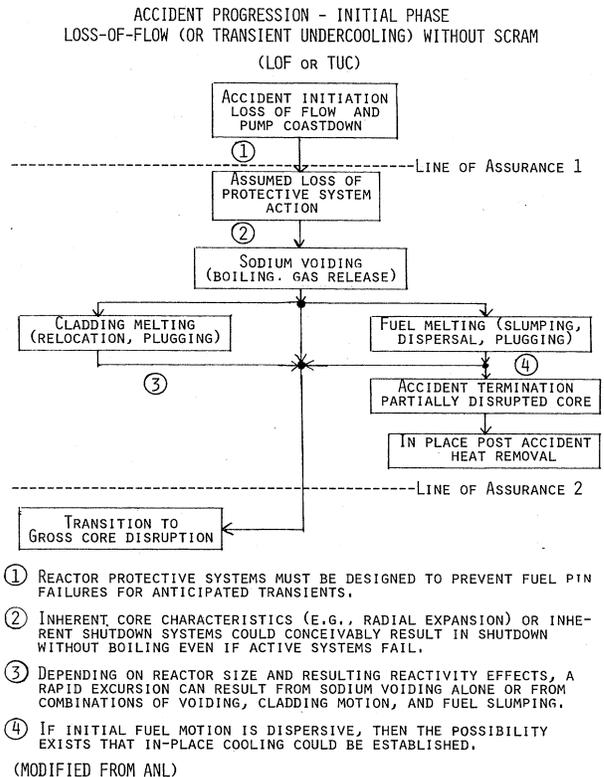 ACCIDENT PROGRESSION - INITIAL PHASE
LOSS-OF-FLOW (OR TRANSIENT UNDERCOOLING) WITHOUT SCRAM
(LOF OR TUC)
ACCIDENT INITIATION
LOSS OF FLOW AND
PUMP COASTDOWN
1
LINE OF ASSURANCE 1
ASSUMED LOSS OF
PROTECTIVE SYSTEM
ACTION
2
SODIUM VOIDING
(BOILING. GAS RELEASE)
CLADDING MELTING
(RELOCATION, PLUGGING)
FUEL MELTING (SLUMPING,
DISPERSAL, PLUGGING)
3
4
ACCIDENT TERMINATION
PARTIALLY DISRUPTED CORE
IN PLACE POST ACCIDENT
HEAT REMOVAL
LINE OF ASSURANCE 2
TRANSITION TO
GROSS CORE DISRUPTION
1 REACTOR PROTECTIVE SYSTEMS MUST BE DESIGNED TO PREVENT FUEL PIN
FAILURES FOR ANTICIPATED TRANSIENTS.
2 INHERENT CORE CHARACTERISTICS (E.G., RADIAL EXPANSION) OR INHE-
RENT SHUTDOWN SYSTEMS COULD CONCEIVABLY RESULT IN SHUTDOWN
WITHOUT BOILING EVEN IF ACTIVE SYSTEMS FAIL.
3 DEPENDING ON REACTOR SIZE AND RESULTING REACTIVITY EFFECTS, A
RAPID EXCURSION CAN RESULT FROM SODIUM VOIDING ALONE OR FROM
COMBINATIONS OF VOIDING, CLADDING MOTION, AND FUEL SLUMPING.
4 IF INITIAL FUEL MOTION IS DISPERSIVE, THEN THE POSSIBILITY
EXISTS THAT IN-PLACE COOLING COULD BE ESTABLISHED.
(MODIFIED FROM ANL)